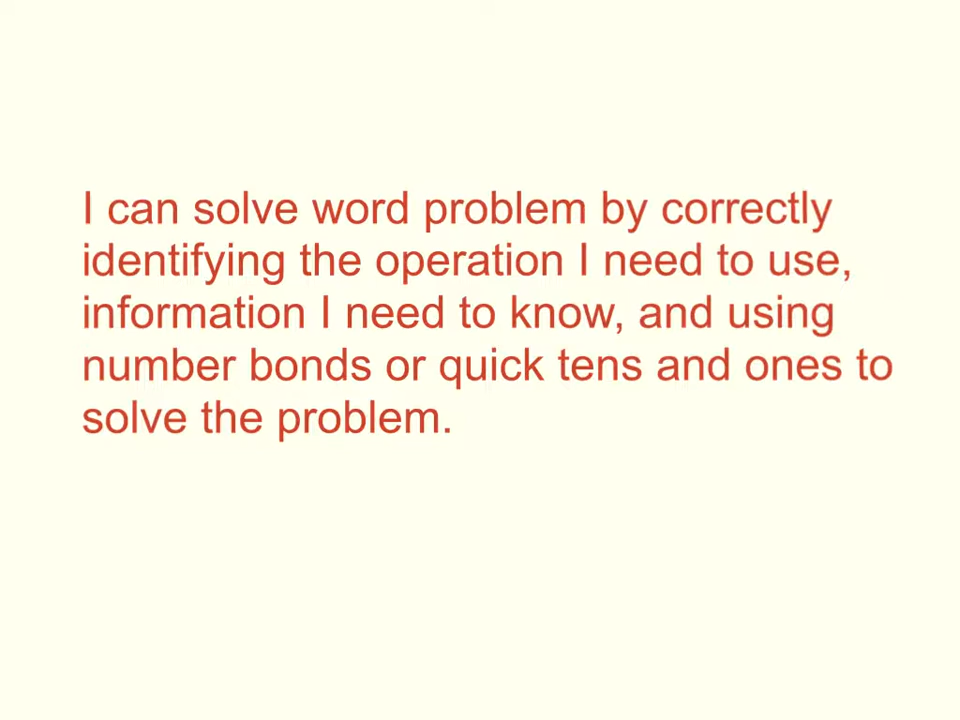 I can solve word problem by correctly
identifying the operation I need to use,
information I need to know, and using
number bonds or quick tens and ones to
solve the problem.